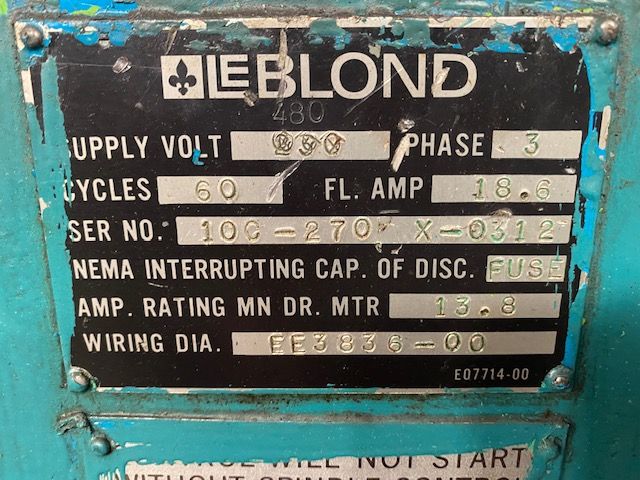 LEBLOND
480
SUPPLY VOLT 230 PHASE 3
CYCLES 60 FL. AMP 18.6
SER NO. X-0312
NEMA INTERRUPTING CAP. OF DISC. FUSE
AMP. RATING MN DR. MTR 13.8
WIRING DIA. EE3836-00
E07714-00
WILL NOT START
WITHOUT SPINDLE CONTROL